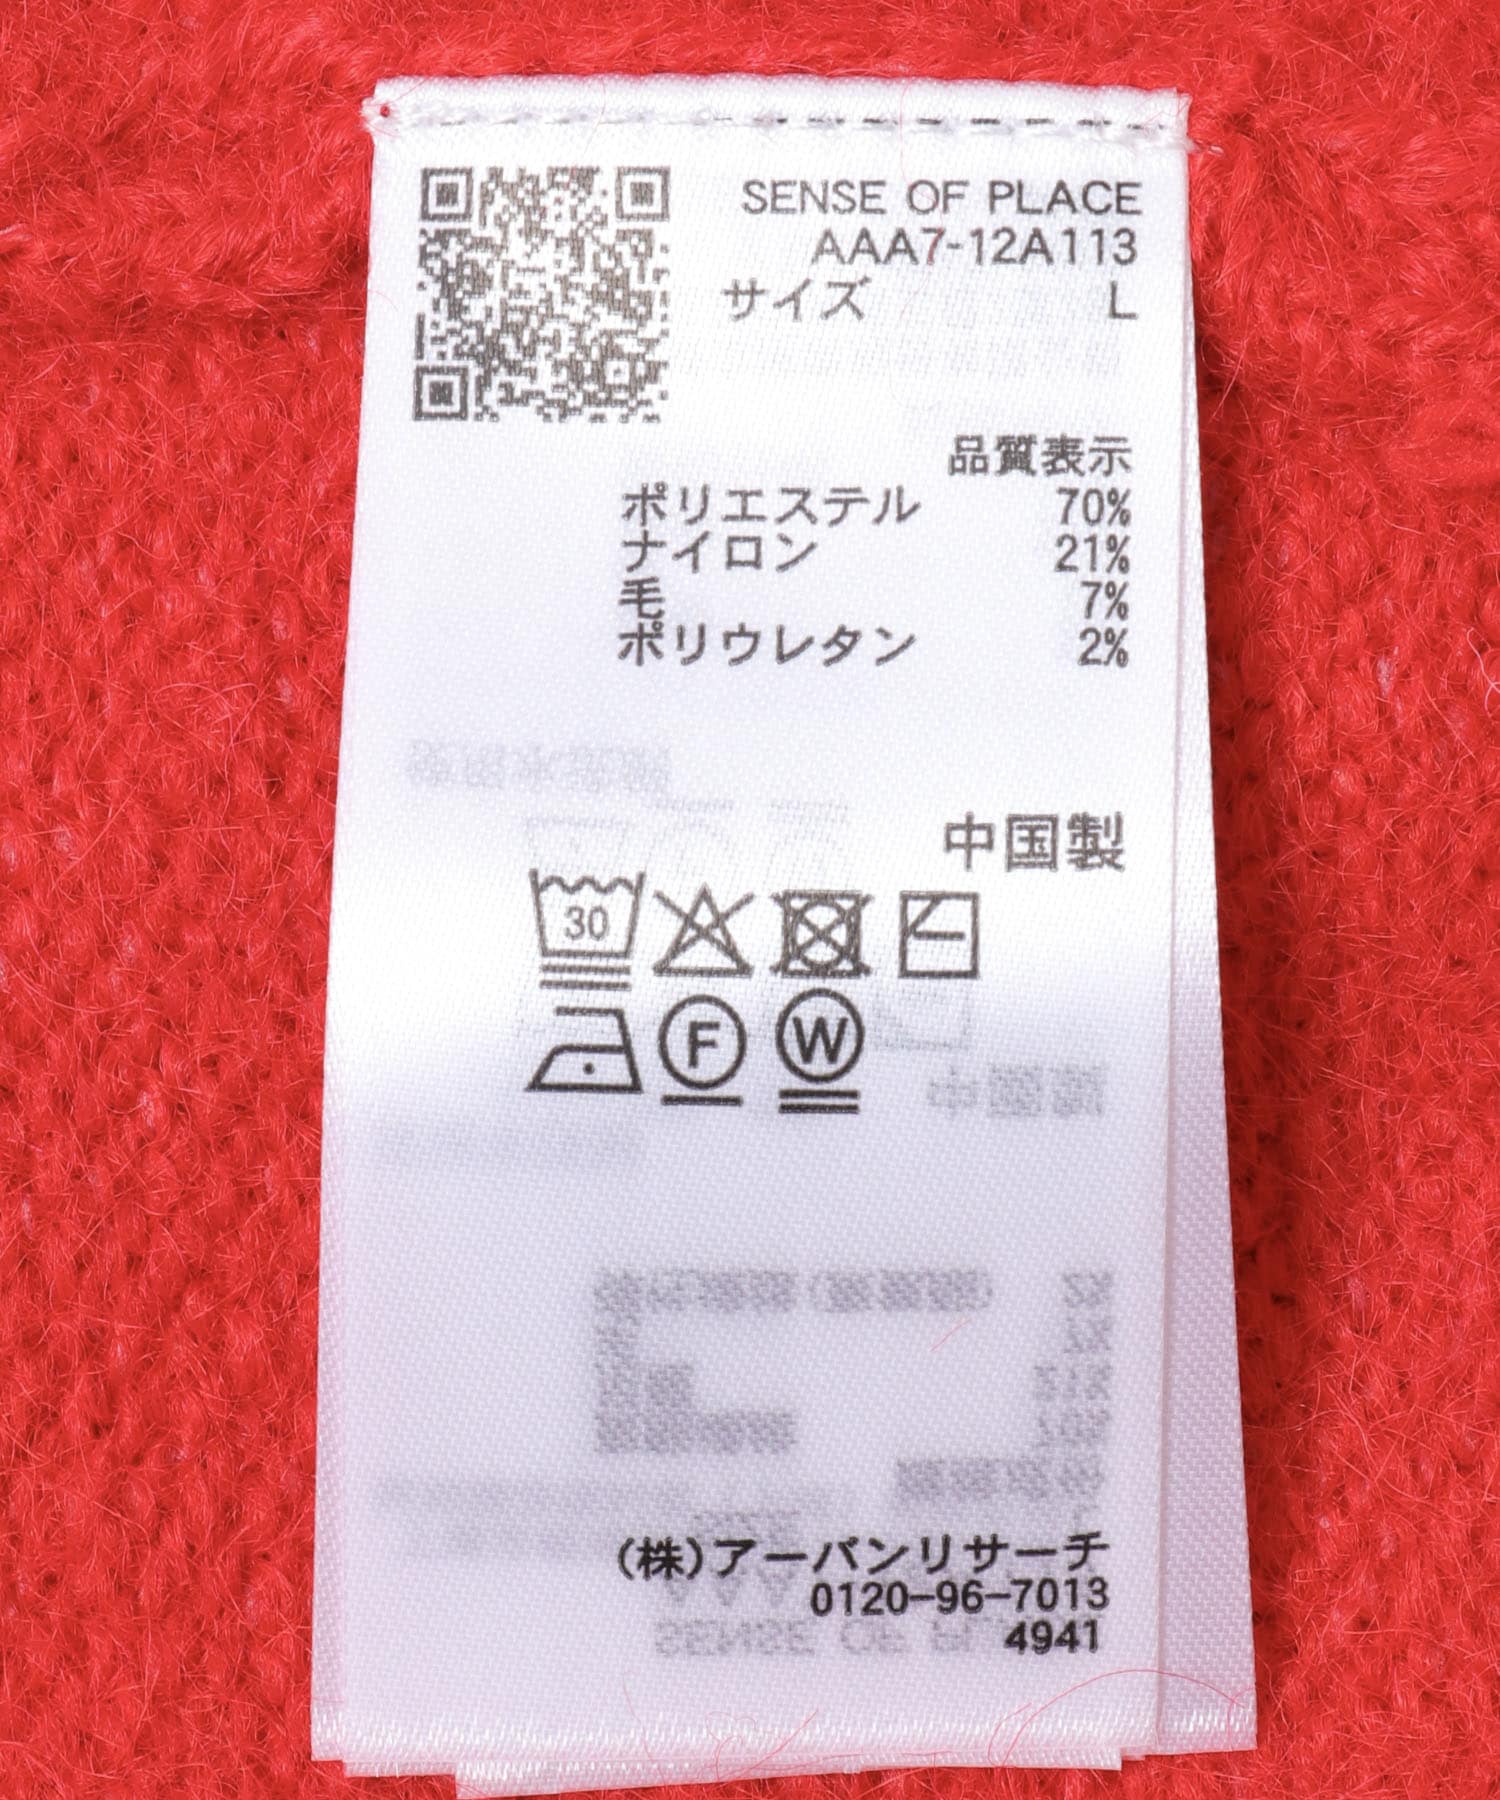 SENSE OF PLACE
AAA7-12A113
サイズ L
品質表示
ポリエステル 70%
ナイロン 21%
毛 7%
ポリウレタン 2%
中国製
30
F W
(株)アーバンリサーチ
0120-96-7013
4941